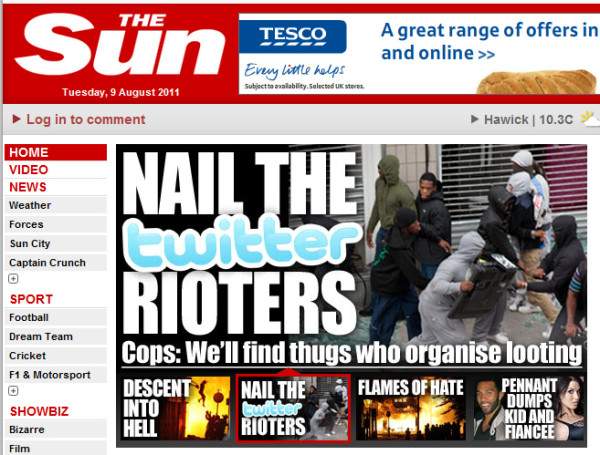 THE
Sun
Tuesday, 9 August 2011
TESCO
Every little helps
Subject to availability. Selected UK stores.
A great range of offers in
and online >>
Log in to comment
Hawick | 10.3C
HOME
VIDEO
NEWS
Weather
Forces
Sun City
Captain Crunch
SPORT
Football
Dream Team
Cricket
F1 & Motorsport
SHOWBIZ
Bizarre
Film
NAIL THE
twitter
RIOTERS
Cops: We'll find thugs who organise looting
DESCENT
INTO
HELL
NAIL THE
twitter
RIOTERS
FLAMES OF HATE
PENNANT
DUMPS
KID AND
FIANCEE